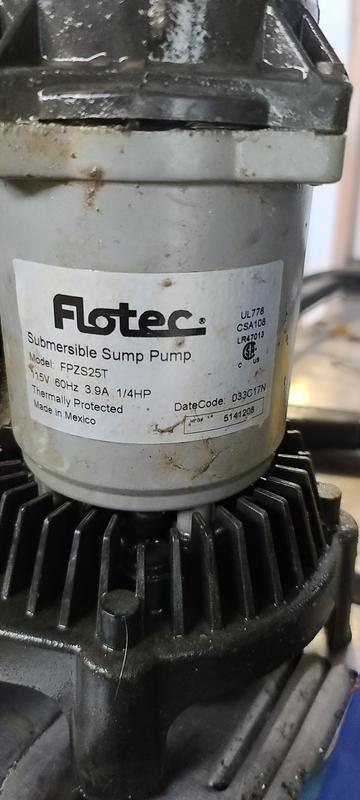 Flotec®
UL778
CSA108
LR47013
Submersible Sump Pump
C US
Model: FPZS25T
115V 60Hz 3.9A 1/4HP
Thermally Protected
Made in Mexico
DateCode: 033C17N
5141208